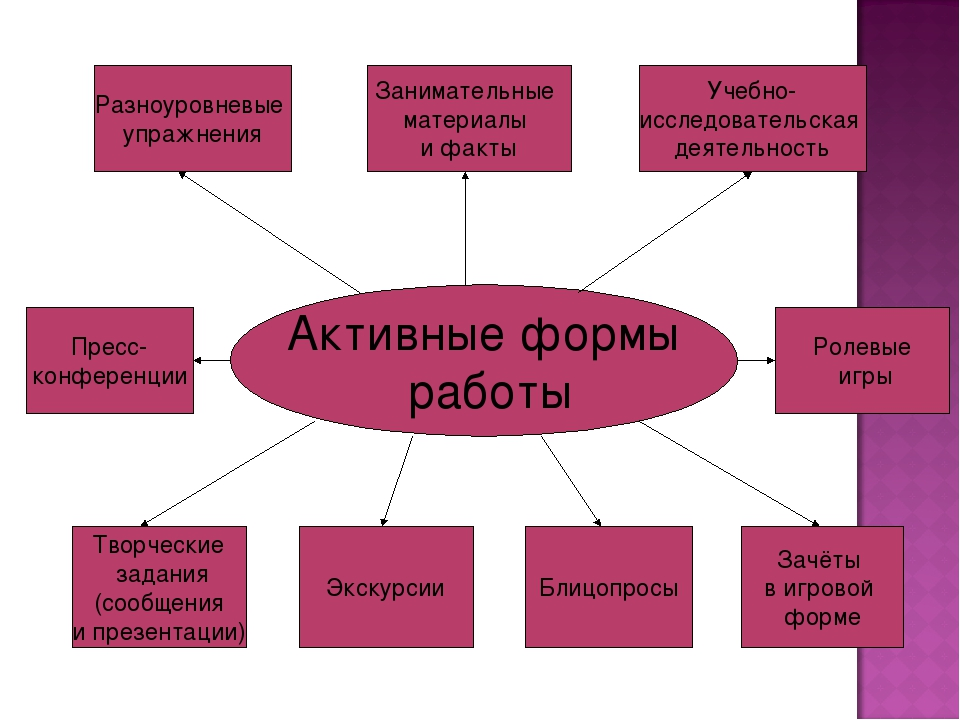 Разноуровневые
упражнения
Занимательные
материалы
и факты
Учебно-
исследовательская
деятельность
Активные формы
работы
Пресс-
конференции
Ролевые
игры
Творческие
задания
(сообщения
и презентации)
Экскурсии
Блицопросы
Зачёты
в игровой
форме